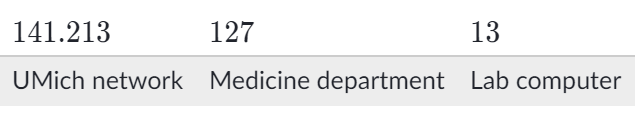 141.213 127 13
UMich network Medicine department Lab computer